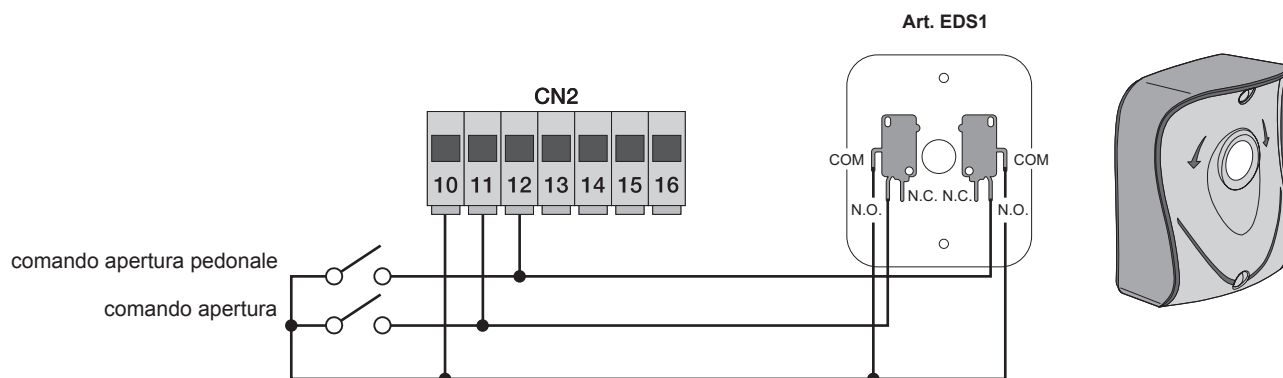 Art. EDS1
CN2
10 11 12 13 14 15 16
COM COM
N.C. N.C.
N.O. N.O.
comando apertura pedonale
comando apertura